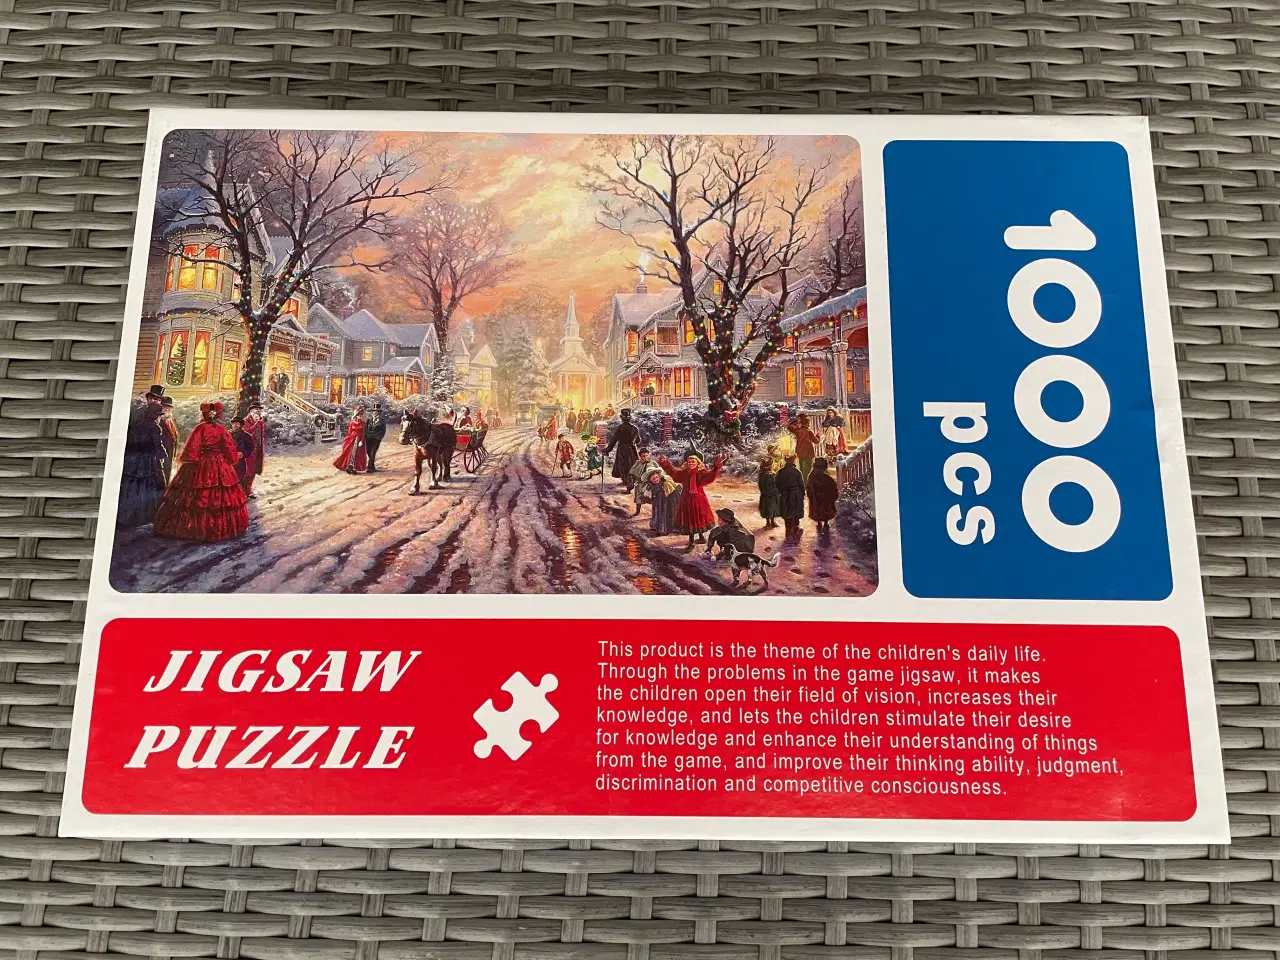 1000
pcs
JIGSAW
PUZZLE
This product is the theme of the children's daily life.
Through the problems in the game jigsaw, it makes
the children open their field of vision, increases their
knowledge, and lets the children stimulate their desire
for knowledge and enhance their understanding of things
from the game, and improve their thinking ability, judgment,
discrimination and competitive consciousness.